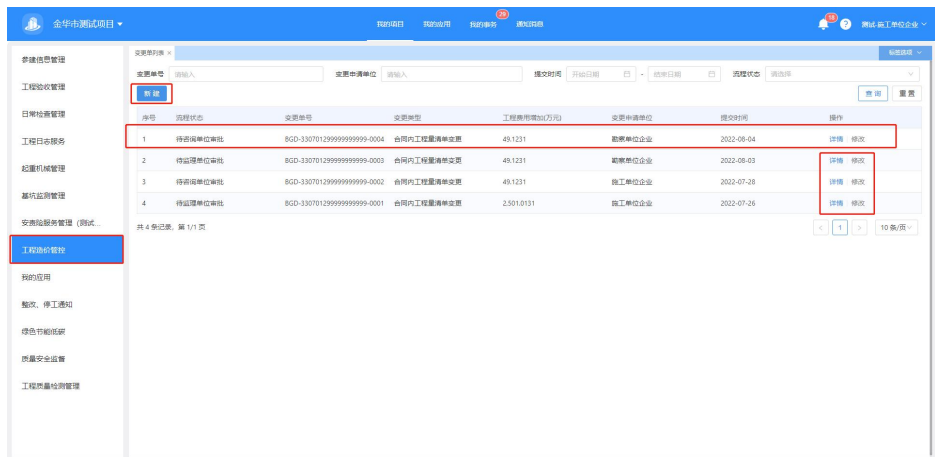 金华市测试项目
我的项目 我的应用 我的事务 29 通知消息
58 ? 测试-施工单位企业
参建信息管理
工程验收管理
日常检查管理
工程日志服务
起重机械管理
基坑监测管理
安责险服务管理（测试...
工程造价管控
我的应用
整改、停工通知
绿色节能低碳
质量安全监督
工程质量检测管理
变更单列表 ×
标签选项
变更单号 请输入 变更申请单位 请输入 提交时间 开始日期 - 结束日期 流程状态 请选择
新建 查询 重置
序号 流程状态 变更单号 变更类型 工程费用增加(万元) 变更申请单位 提交时间 操作
1 待咨询单位审批 BGD-330701299999999999-0004 合同内工程量清单变更 49.1231 勘察单位企业 2022-08-04 详情 修改
2 待监理单位审批 BGD-330701299999999999-0003 合同内工程量清单变更 49.1231 勘察单位企业 2022-08-03 详情 修改
3 待咨询单位审批 BGD-330701299999999999-0002 合同内工程量清单变更 49.1231 施工单位企业 2022-07-28 详情 修改
4 待监理单位审批 BGD-330701299999999999-0001 合同内工程量清单变更 2.501.0131 施工单位企业 2022-07-26 详情 修改
共 4 条记录，第 1/1 页
< 1 > 10 条/页